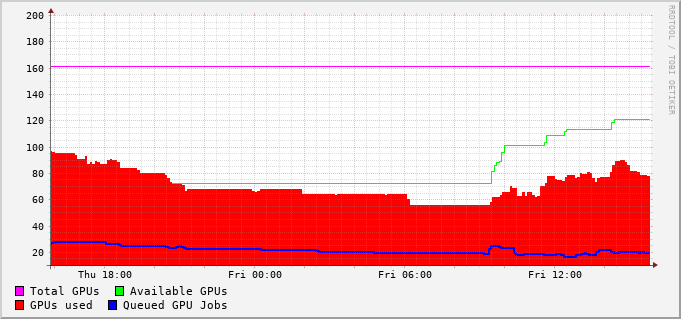 200
180
160
140
120
100
80
60
40
20
Thu 18:00 Fri 00:00 Fri 06:00 Fri 12:00
Total GPUs Available GPUs
GPUs used Queued GPU Jobs
RRDTOOL / TOBI OETIKER